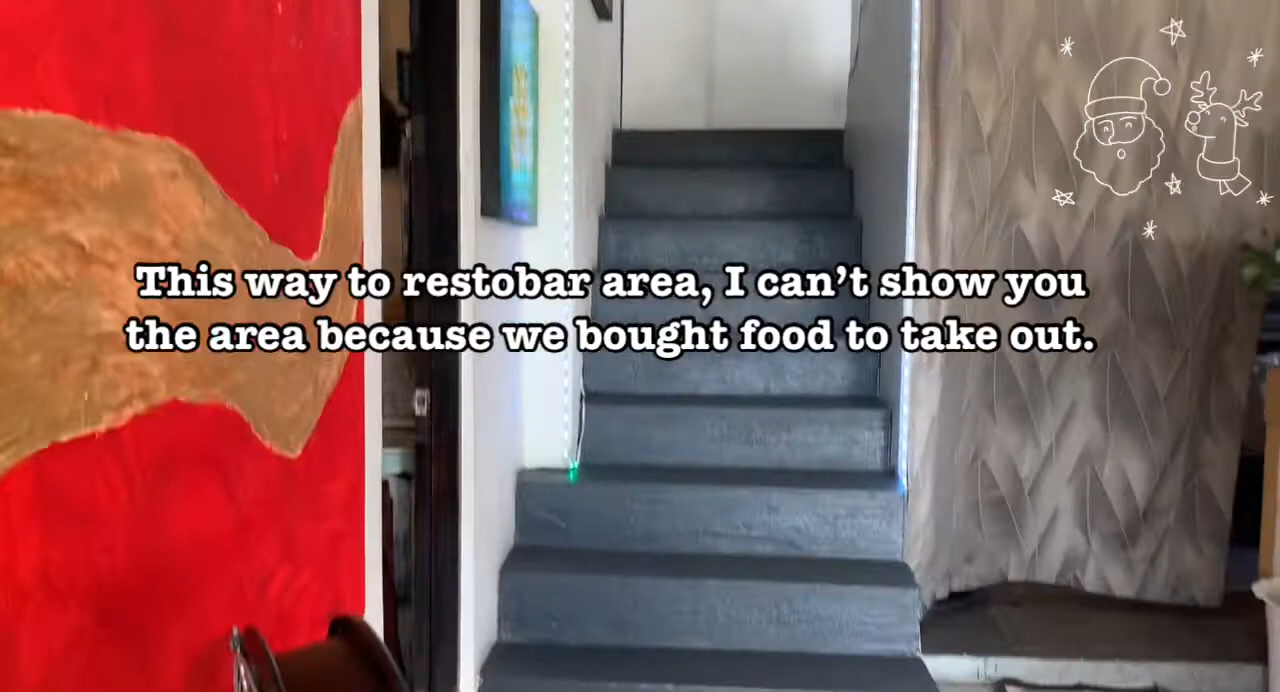 This way to restobar area, I can’t show you
the area because we bought food to take out.